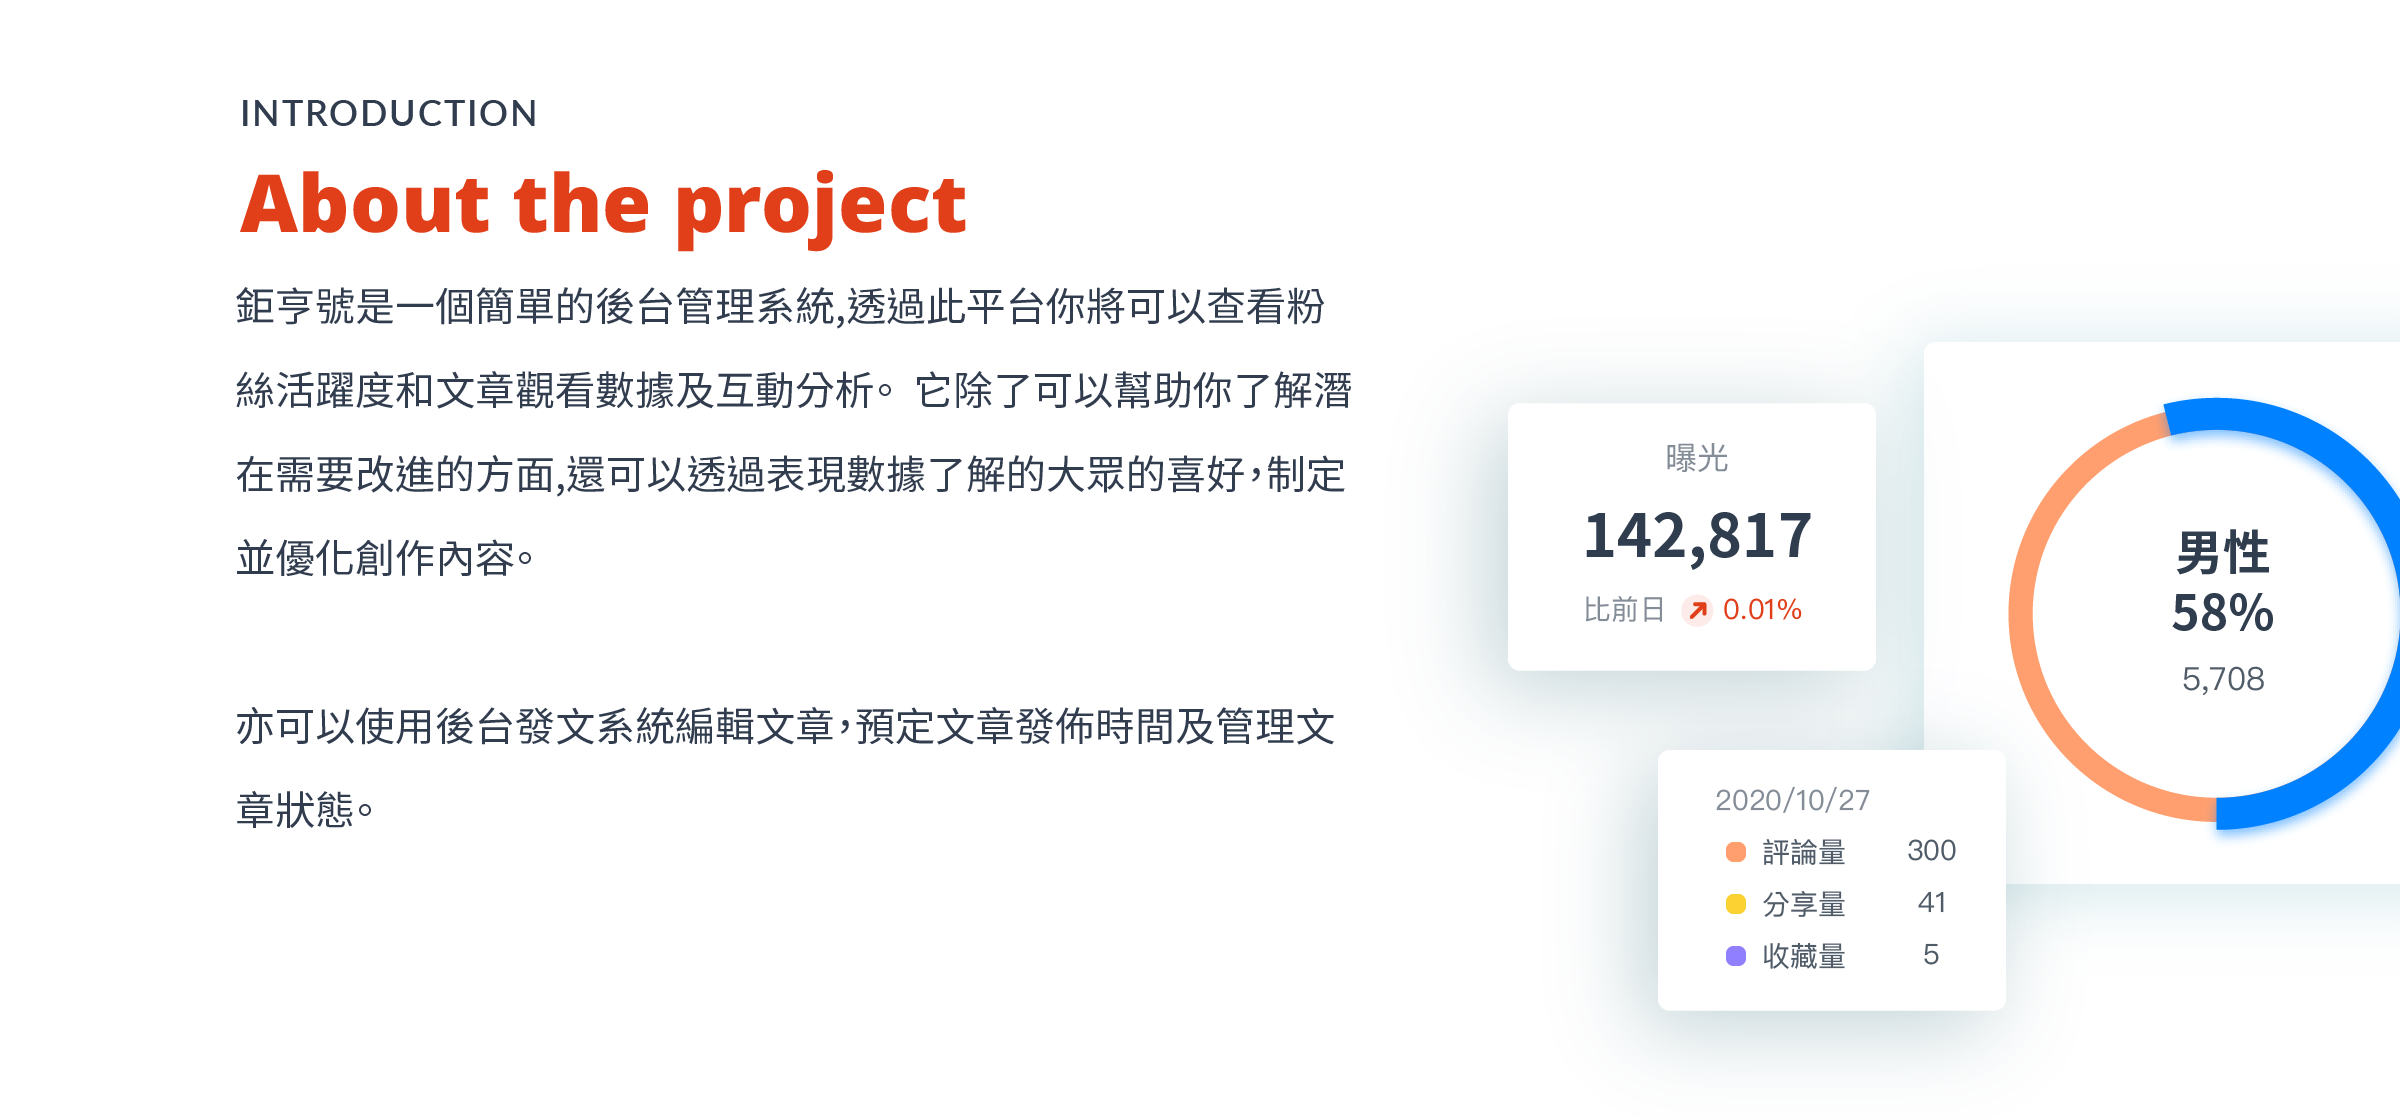 INTRODUCTION
About the project
鉅亨號是一個簡單的後台管理系統,透過此平台你將可以查看粉
絲活躍度和文章觀看數據及互動分析。 它除了可以幫助你了解潛
在需要改進的方面,還可以透過表現數據了解的大眾的喜好,制定
並優化創作內容。
亦可以使用後台發文系統編輯文章,預定文章發佈時間及管理文
章狀態。
曝光
142,817
比前日 0.01%
男性
58%
5,708
2020/10/27
評論量 300
分享量 41
收藏量 5